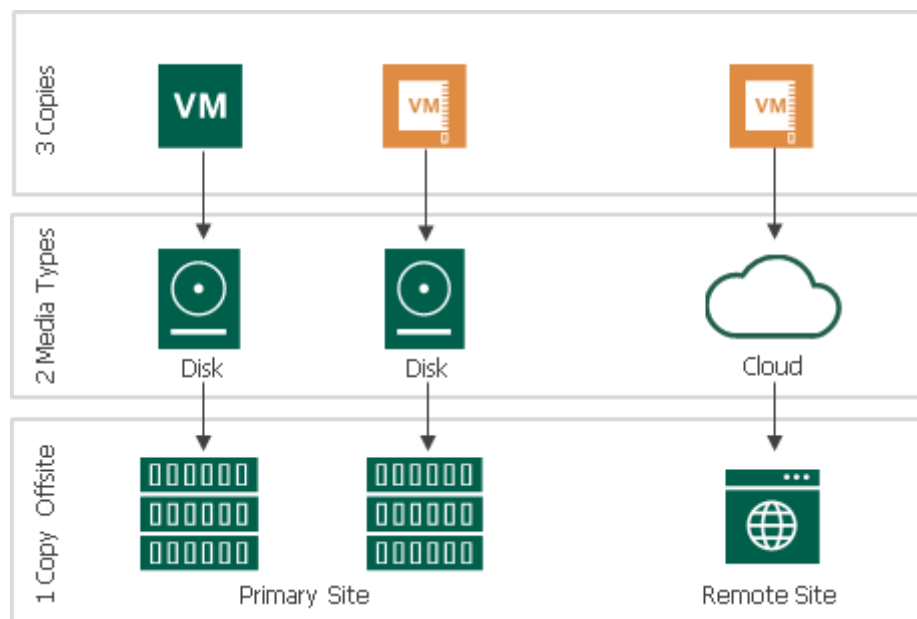 3 Copies
VM
VM
VM
2 Media Types
Disk
Disk
Cloud
1 Copy Offsite
Primary Site
Remote Site